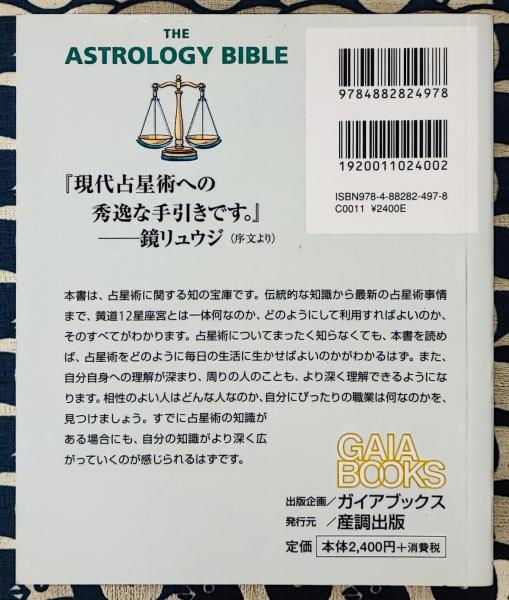 THE
ASTROLOGY BIBLE
9784882824978
1920011024002
ISBN978-4-88282-497-8
C0011 ¥2400E
『現代占星術への
秀逸な手引きです。』
――鏡リュウジ（序文より）
本書は、占星術に関する知の宝庫です。伝統的な知識から最新の占星術事情
まで、黄道12星座宮とは一体何なのか、どのようにして利用すればよいのか、
そのすべてがわかります。占星術についてまったく知らなくても、本書を読め
ば、占星術をどのように毎日の生活に生かせばよいのかがわかるはず。また、
自分自身への理解が深まり、周りの人のことも、より深く理解できるようにな
ります。相性のよい人はどんな人なのか、自分にぴったりの職業は何なのかを、
見つけましょう。すでに占星術の知識が
ある場合にも、自分の知識がより深く広
がっていくのが感じられるはずです。
GAIA
BOOKS
出版企画／ガイアブックス
発行元 ／産調出版
定価 本体2,400円＋消費税